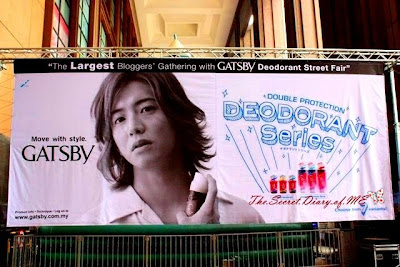 "The Largest Bloggers' Gathering with GATSBY Deodorant Street Fair"
Move with style.
GATSBY
www.gatsby.com.my
DOUBLE PROTECTION
DEODORANT
Series
The Secret Diary of ME